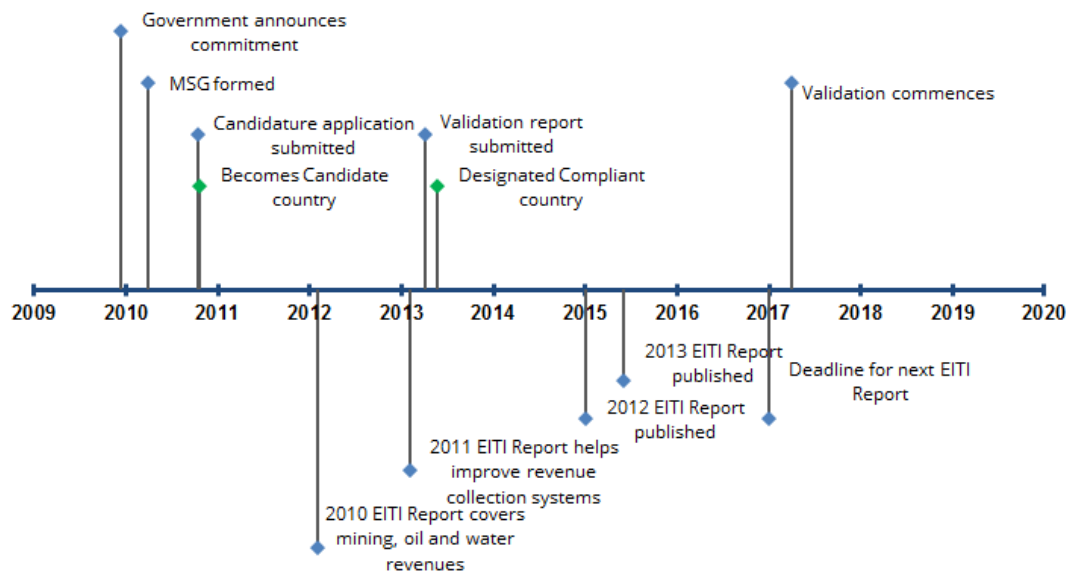 Government announces
commitment
MSG formed
Candidature application
submitted
Becomes Candidate
country
Validation report
submitted
Designated Compliant
country
Validation commences
2009 2010 2011 2012 2013 2014 2015 2016 2017 2018 2019 2020
2013 EITI Report
published
Deadline for next EITI
Report
2012 EITI Report
published
2011 EITI Report helps
improve revenue
collection systems
2010 EITI Report covers
mining, oil and water
revenues